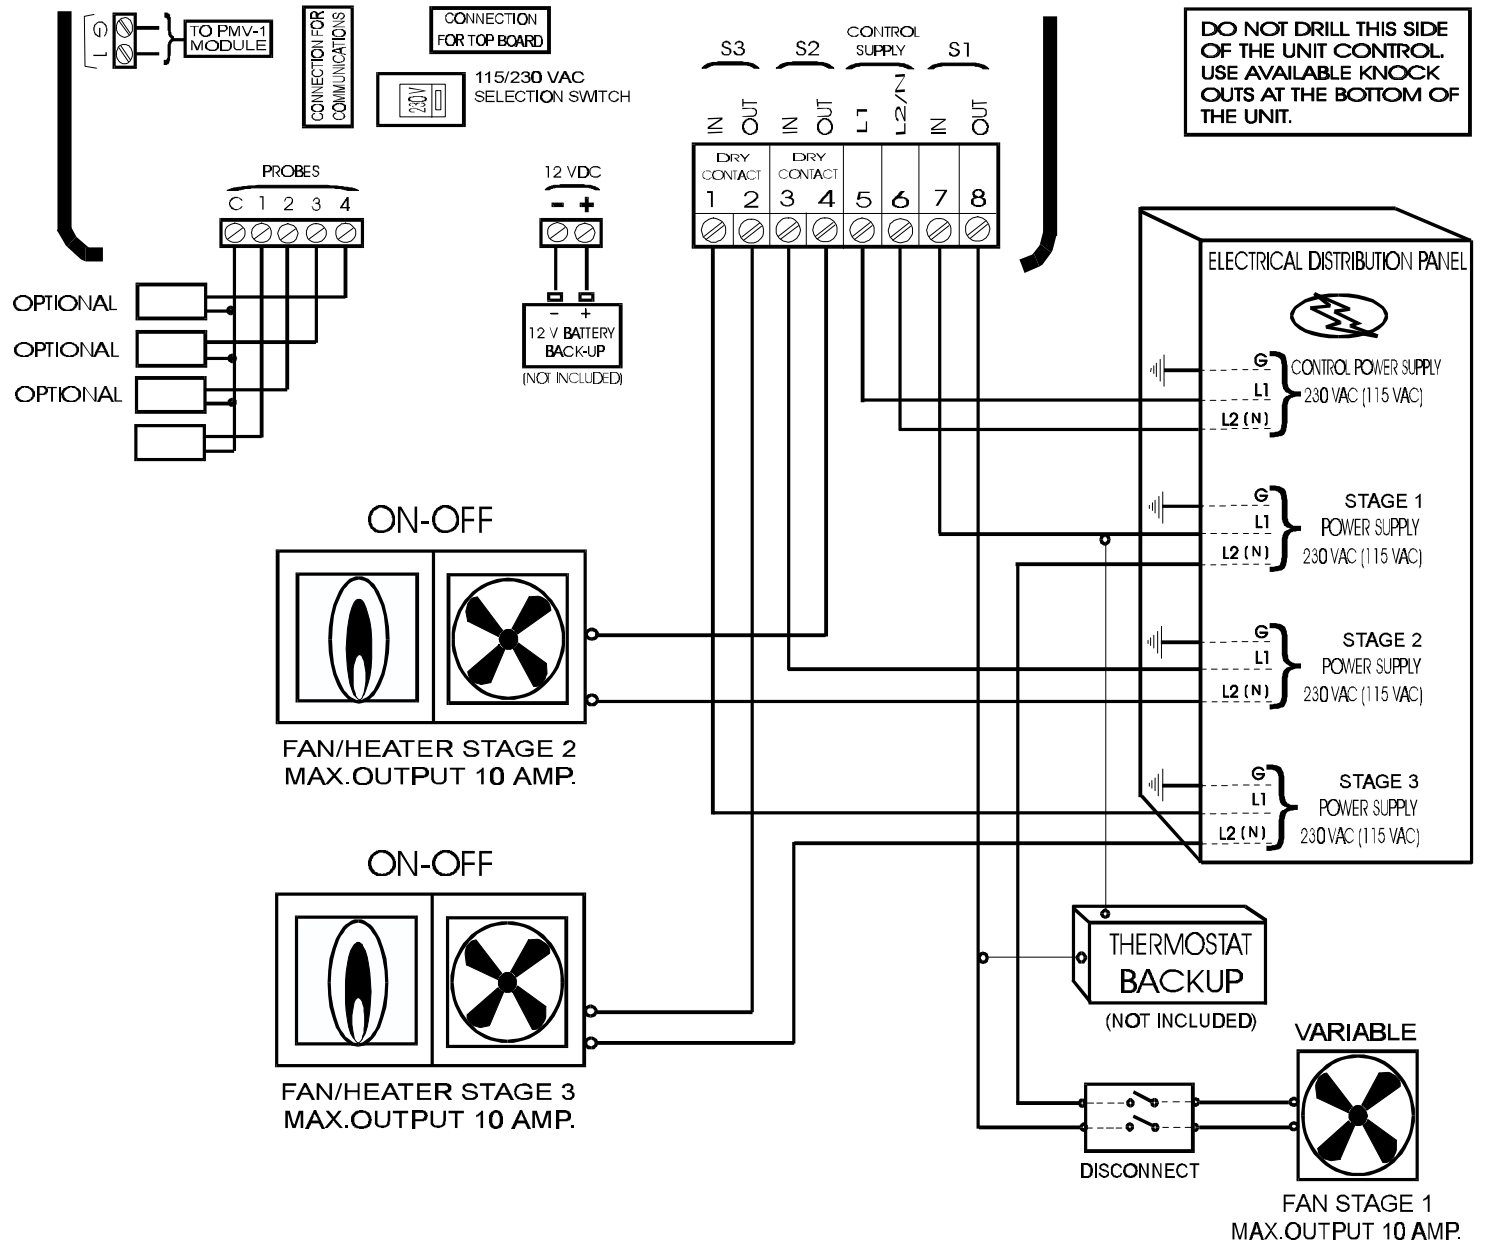 G
1
TO PMV-1
MODULE
CONNECTION FOR
COMMUNICATIONS
CONNECTION
FOR TOP BOARD
230V
115/230 VAC
SELECTION SWITCH
DO NOT DRILL THIS SIDE
OF THE UNIT CONTROL.
USE AVAILABLE KNOCK
OUTS AT THE BOTTOM OF
THE UNIT.
S3
S2
CONTROL
SUPPLY
S1
IN
OUT
IN
OUT
L1
L2/N
IN
OUT
DRY
CONTACT
DRY
CONTACT
1 2 3 4 5 6 7 8
PROBES
C 1 2 3 4
12 VDC
- +
- +
12 V BATTERY
BACK-UP
(NOT INCLUDED)
OPTIONAL
OPTIONAL
OPTIONAL
ELECTRICAL DISTRIBUTION PANEL
G
L1
L2 (N)
CONTROL POWER SUPPLY
230 VAC (115 VAC)
G
L1
L2 (N)
STAGE 1
POWER SUPPLY
230 VAC (115 VAC)
G
L1
L2 (N)
STAGE 2
POWER SUPPLY
230 VAC (115 VAC)
G
L1
L2 (N)
STAGE 3
POWER SUPPLY
230 VAC (115 VAC)
ON-OFF
FAN/HEATER STAGE 2
MAX.OUTPUT 10 AMP.
ON-OFF
FAN/HEATER STAGE 3
MAX.OUTPUT 10 AMP.
THERMOSTAT
BACKUP
(NOT INCLUDED)
DISCONNECT
VARIABLE
FAN STAGE 1
MAX.OUTPUT 10 AMP.